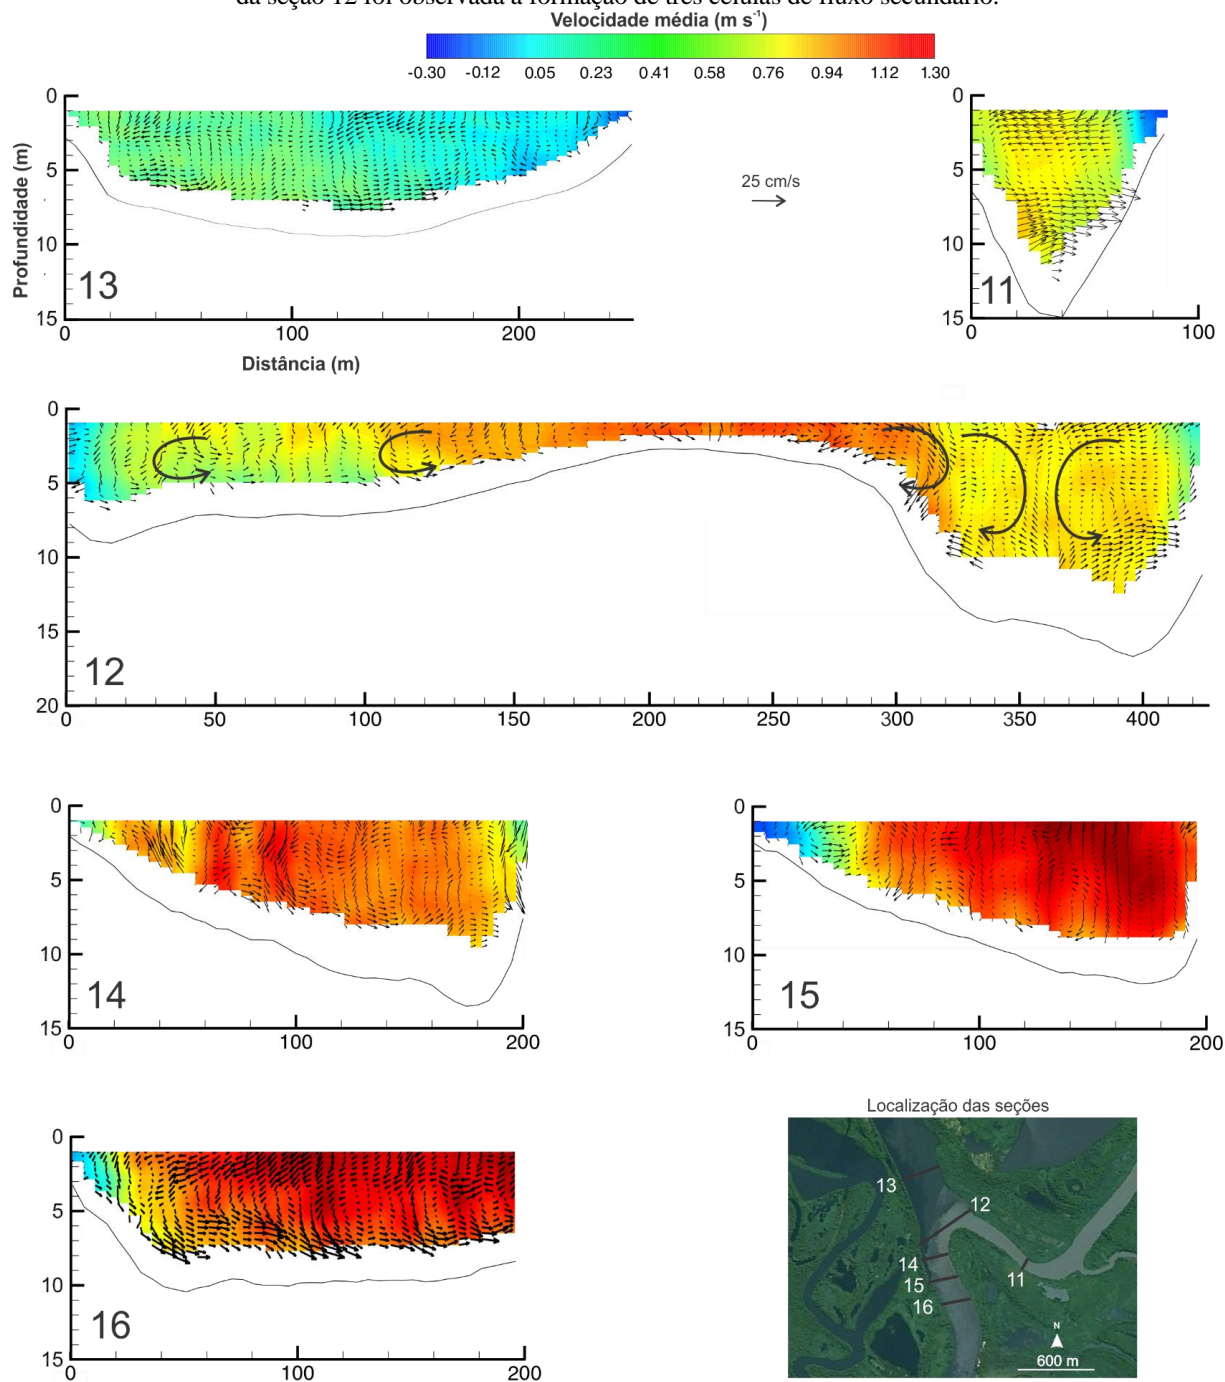 da seção 12 foi observada a formação de três células de fluxo secundário.
Velocidade média (m s⁻¹)
-0.30 -0.12 0.05 0.23 0.41 0.58 0.76 0.94 1.12 1.30
Profundidade (m)
0
5
10
15
13
0 100 200
Distância (m)
25 cm/s
0
5
10
15
11
0 100
0
5
10
15
20
12
0 50 100 150 200 250 300 350 400
0
5
10
15
14
0 100 200
0
5
10
15
15
0 100 200
0
5
10
15
16
0 100 200
Localização das seções
13
12
14
15
16
11
N
600 m